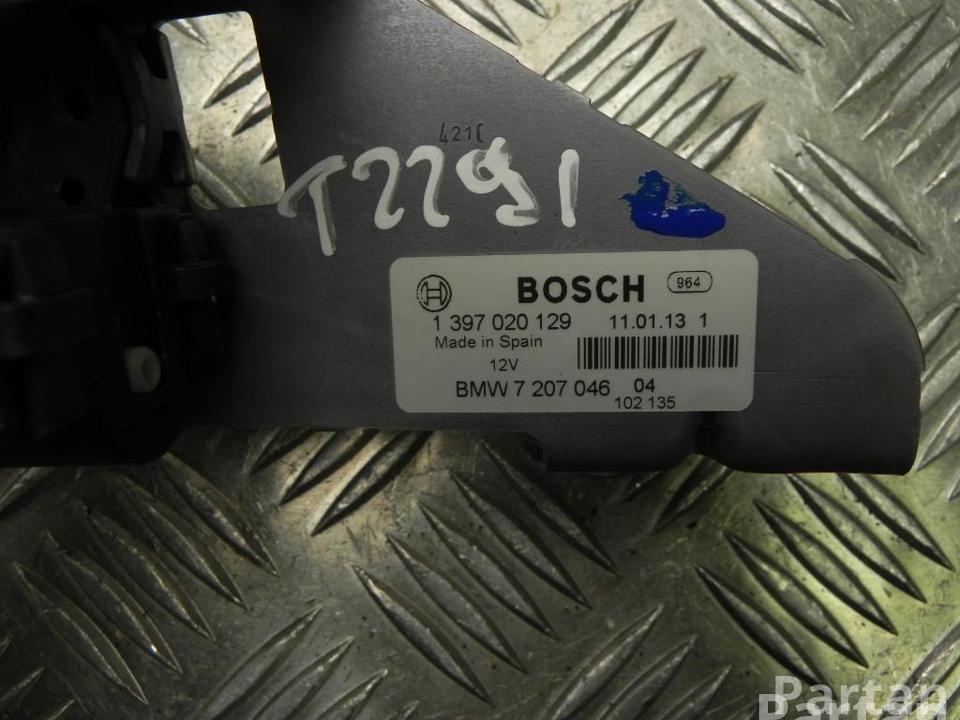 421C
T2291
BOSCH 964
1 397 020 129 11.01.13 1
Made in Spain
12V
BMW 7 207 046 04
102 135
Partan